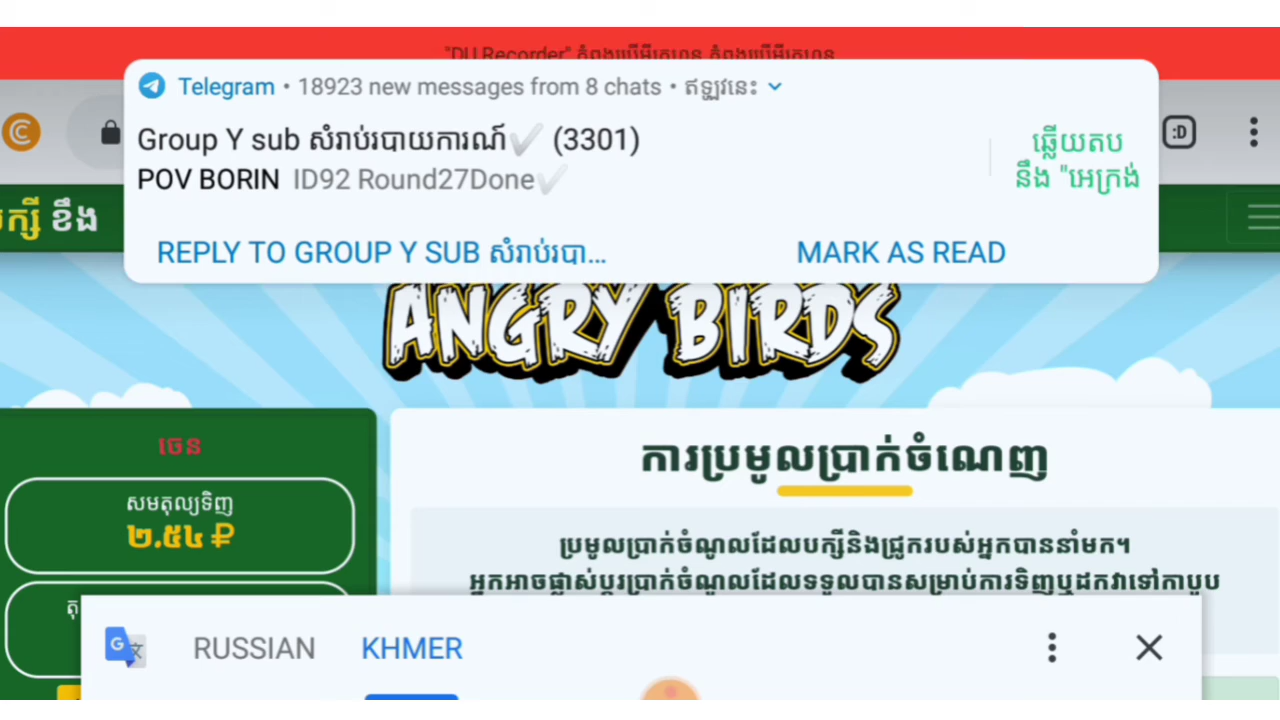 Telegram • 18923 new messages from 8 chats • ឥឡូវនេះ
Group Y sub សំរាប់របាយការណ៍✔ (3301)
POV BORIN ID92 Round27Done✔
ឆ្លើយតប
នឹង "អេក្រង់
REPLY TO GROUP Y SUB សំរាប់របា...
MARK AS READ
:D
ក្សី ខឹង
ANGRY BIRDS
ចេន
សមតុល្យទិញ
២.៥៤ ₽
ការប្រមូលប្រាក់ចំណេញ
ប្រមូលប្រាក់ចំណូលដែលបក្សីនិងជ្រូករបស់អ្នកបាននាំមក។
អ្នកអាចផ្លាស់ប្តូរប្រាក់ចំណូលដែលទទួលបានសម្រាប់ការទិញឬដកវាទៅកាបូប
RUSSIAN KHMER